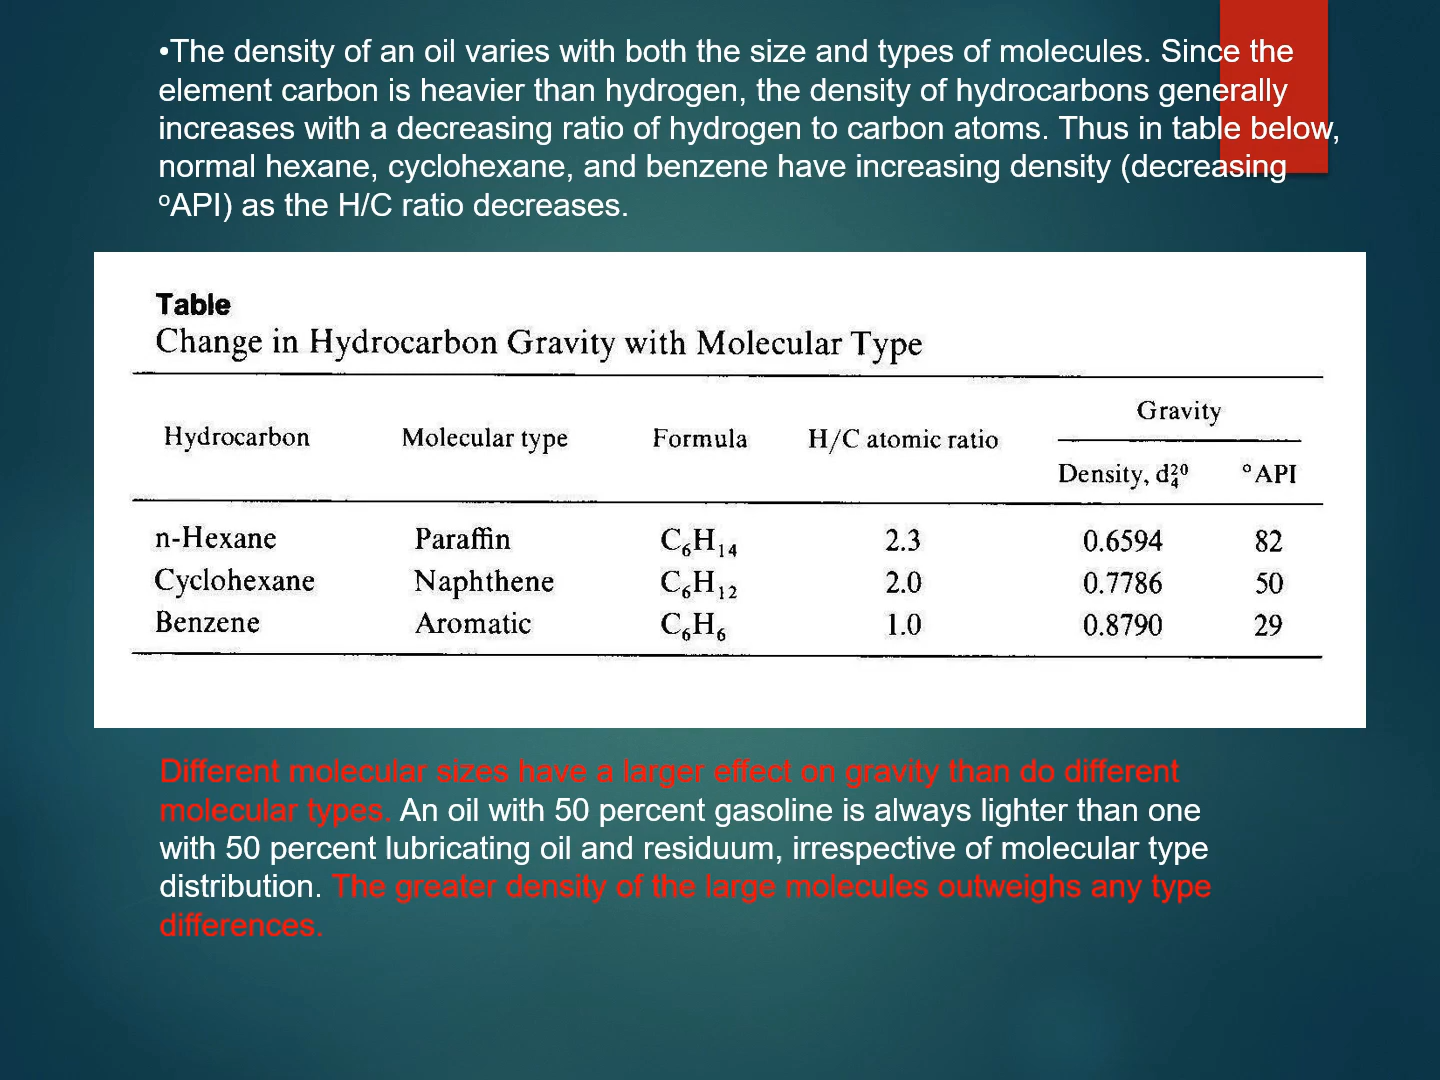 •The density of an oil varies with both the size and types of molecules. Since the
element carbon is heavier than hydrogen, the density of hydrocarbons generally
increases with a decreasing ratio of hydrogen to carbon atoms. Thus in table below,
normal hexane, cyclohexane, and benzene have increasing density (decreasing
ºAPI) as the H/C ratio decreases.
Table
Change in Hydrocarbon Gravity with Molecular Type
Gravity
Hydrocarbon Molecular type Formula H/C atomic ratio
Density, d₄²⁰ °API
n-Hexane Paraffin C₆H₁₄ 2.3 0.6594 82
Cyclohexane Naphthene C₆H₁₂ 2.0 0.7786 50
Benzene Aromatic C₆H₆ 1.0 0.8790 29
Different molecular sizes have a larger effect on gravity than do different
molecular types. An oil with 50 percent gasoline is always lighter than one
with 50 percent lubricating oil and residuum, irrespective of molecular type
distribution. The greater density of the large molecules outweighs any type
differences.